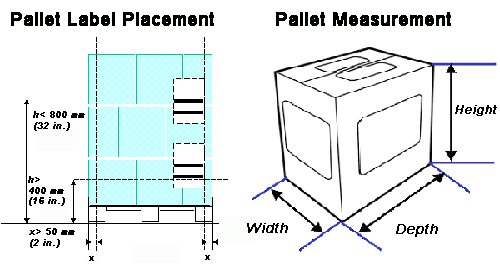 Pallet Label Placement
h< 800 mm
(32 in.)
h>
400 mm
(16 in.)
x> 50 mm
(2 in.)
x
x
Pallet Measurement
Height
Width
Depth